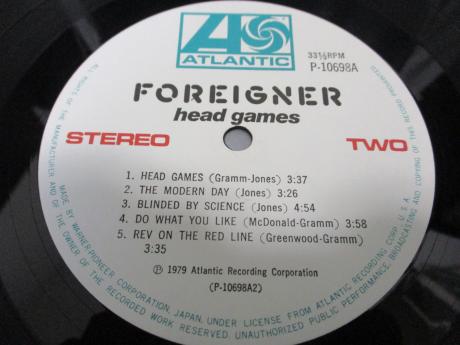 ATLANTIC
33⅓RPM
P-10698A
FOREIGNER
head games
STEREO
TWO
1. HEAD GAMES (Gramm-Jones) 3:37
2. THE MODERN DAY (Jones) 3:26
3. BLINDED BY SCIENCE (Jones) 4:54
4. DO WHAT YOU LIKE (McDonald-Gramm) 3:58
5. REV ON THE RED LINE (Greenwood-Gramm)
3:35
Ⓟ 1979 Atlantic Recording Corporation
(P-10698A2)
MADE BY WARNER-PIONEER CORPORATION, JAPAN, UNDER LICENSE FROM ATLANTIC RECORDING CORP. U.S.A.
ALL RIGHTS OF THE MANUFACTURER AND OF THE OWNER OF THE RECORDED WORK RESERVED. UNAUTHORIZED PUBLIC PERFORMANCE, BROADCASTING AND COPYING OF THIS RECORD PROHIBITED